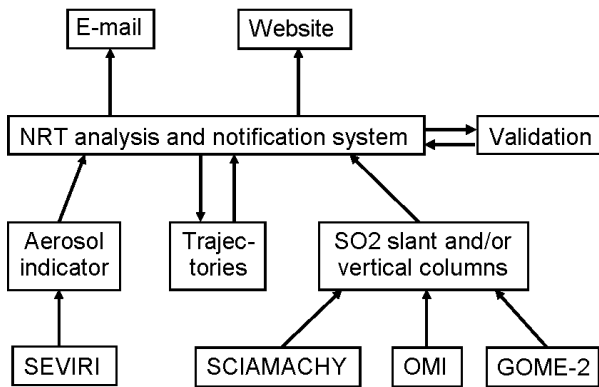 E-mail
Website
NRT analysis and notification system
Validation
Aerosol
indicator
Trajec-
tories
SO2 slant and/or
vertical columns
SEVIRI
SCIAMACHY
OMI
GOME-2